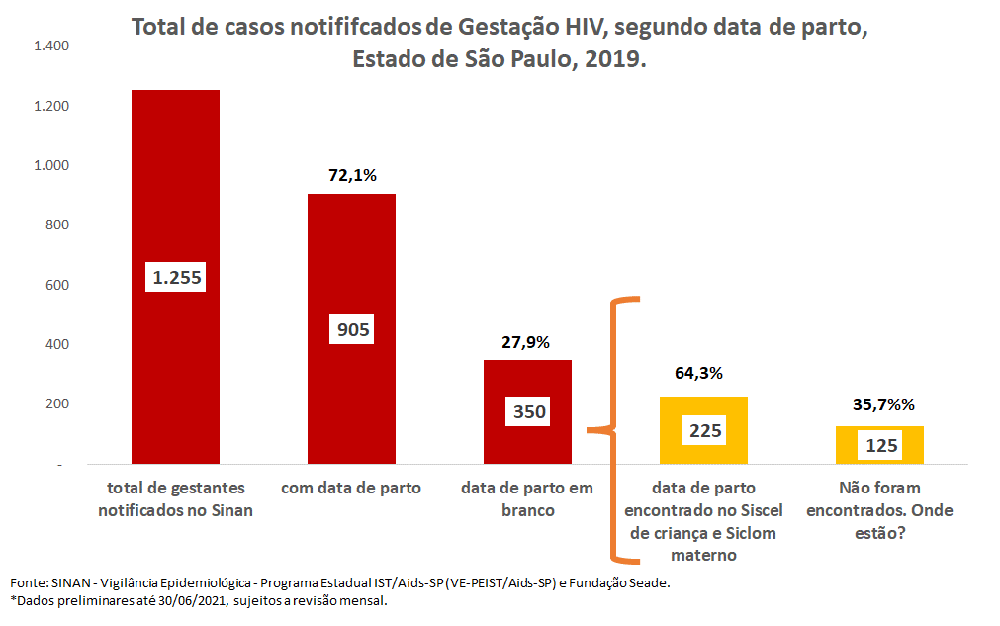 Total de casos notififcados de Gestação HIV, segundo data de parto,
Estado de São Paulo, 2019.
1.400
1.200
1.000
800
600
400
200
-
1.255
72,1%
905
27,9%
350
64,3%
225
35,7%%
125
total de gestantes
notificados no Sinan
com data de parto
data de parto em
branco
data de parto
encontrado no Siscel
de criança e Siclom
materno
Não foram
encontrados. Onde
estão?
Fonte: SINAN - Vigilância Epidemiológica - Programa Estadual IST/Aids-SP (VE-PEIST/Aids-SP) e Fundação Seade.
*Dados preliminares até 30/06/2021, sujeitos a revisão mensal.